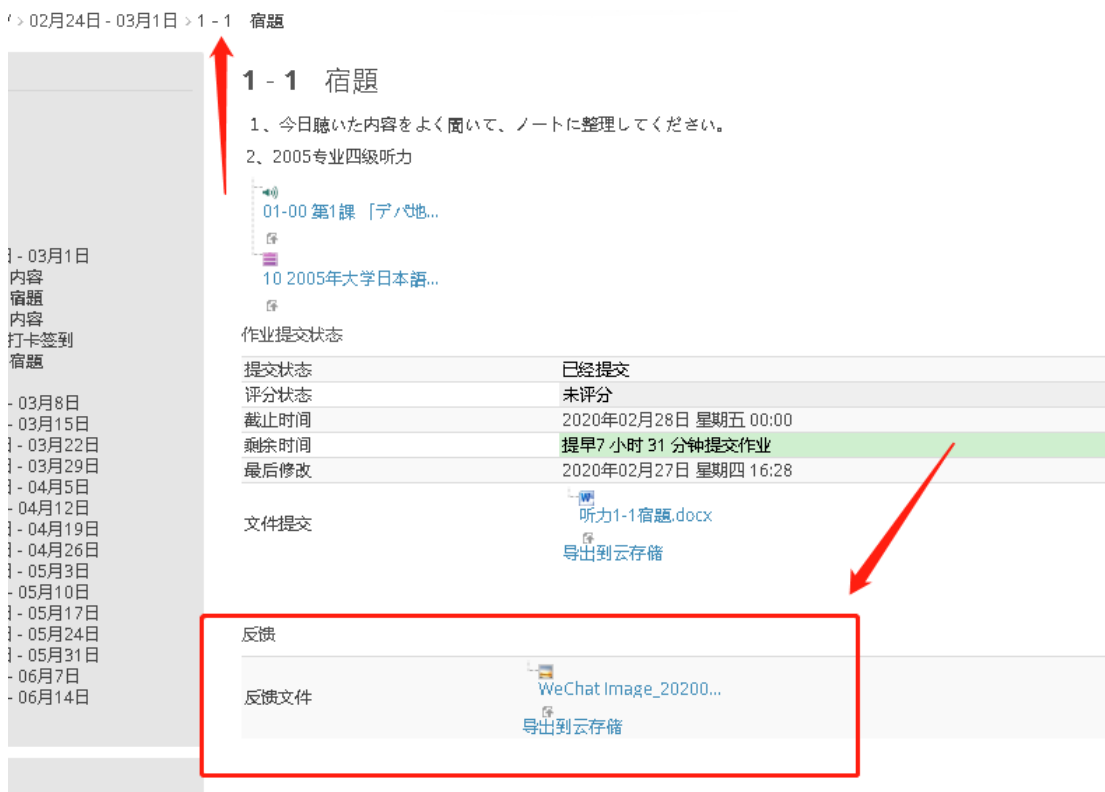 > 02月24日 - 03月1日 > 1 - 1 宿题
1 - 1 宿題
1、今日聴いた内容をよく聞いて、ノートに整理してください。
2、2005专业四级听力
01-00 第1課 「デパ地...
10 2005年大学日本語...
作业提交状态
提交状态 已经提交
评分状态 未评分
截止时间 2020年02月28日 星期五 00:00
剩余时间 提早7 小时 31 分钟提交作业
最后修改 2020年02月27日 星期四 16:28
文件提交
听力1-1宿題.docx
导出到云存储
反馈
反馈文件
WeChat Image_20200...
导出到云存储
- 03月1日
内容
宿題
内容
打卡签到
宿題
- 03月8日
- 03月15日
- 03月22日
- 03月29日
- 04月5日
- 04月12日
- 04月19日
- 04月26日
- 05月3日
- 05月10日
- 05月17日
- 05月24日
- 05月31日
- 06月7日
- 06月14日